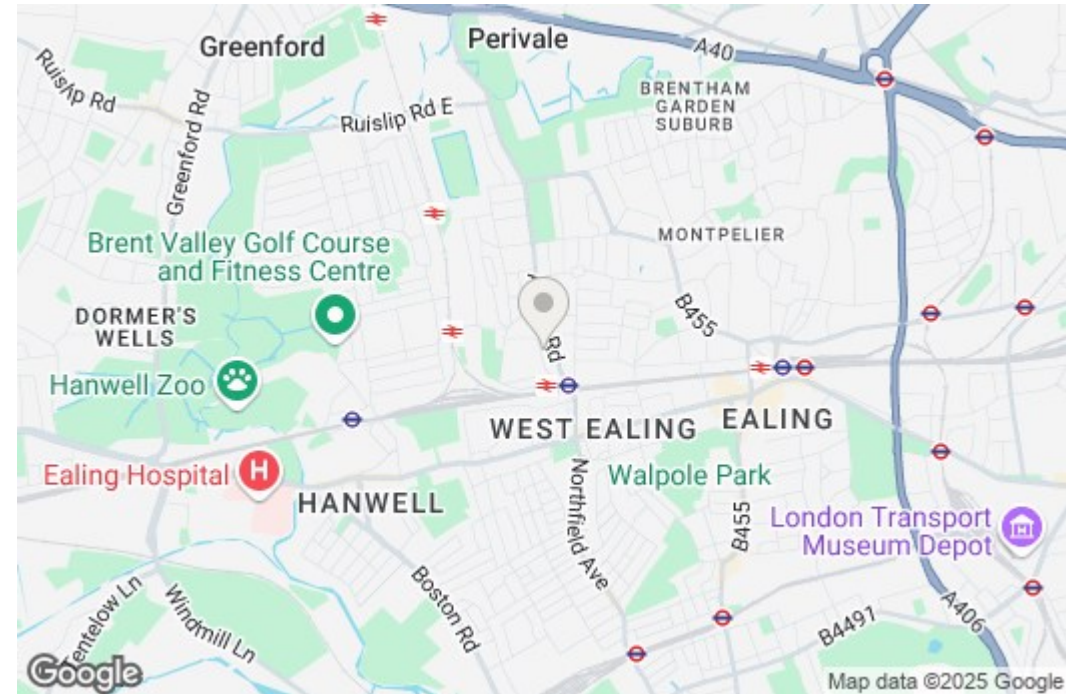 Greenford
Perivale
A40
Ruislip Rd
BRENTHAM
GARDEN
SUBURB
Ruislip Rd E
Greenford Rd
MONTPELIER
Brent Valley Golf Course
and Fitness Centre
DORMER'S
WELLS
B455
Rd
Hanwell Zoo
WEST EALING
EALING
Ealing Hospital
H
Walpole Park
HANWELL
Northfield Ave
B455
London Transport
Museum Depot
Boston Rd
Tentelow Ln
Windmill Ln
A406
B4491
Google
Map data ©2025 Google